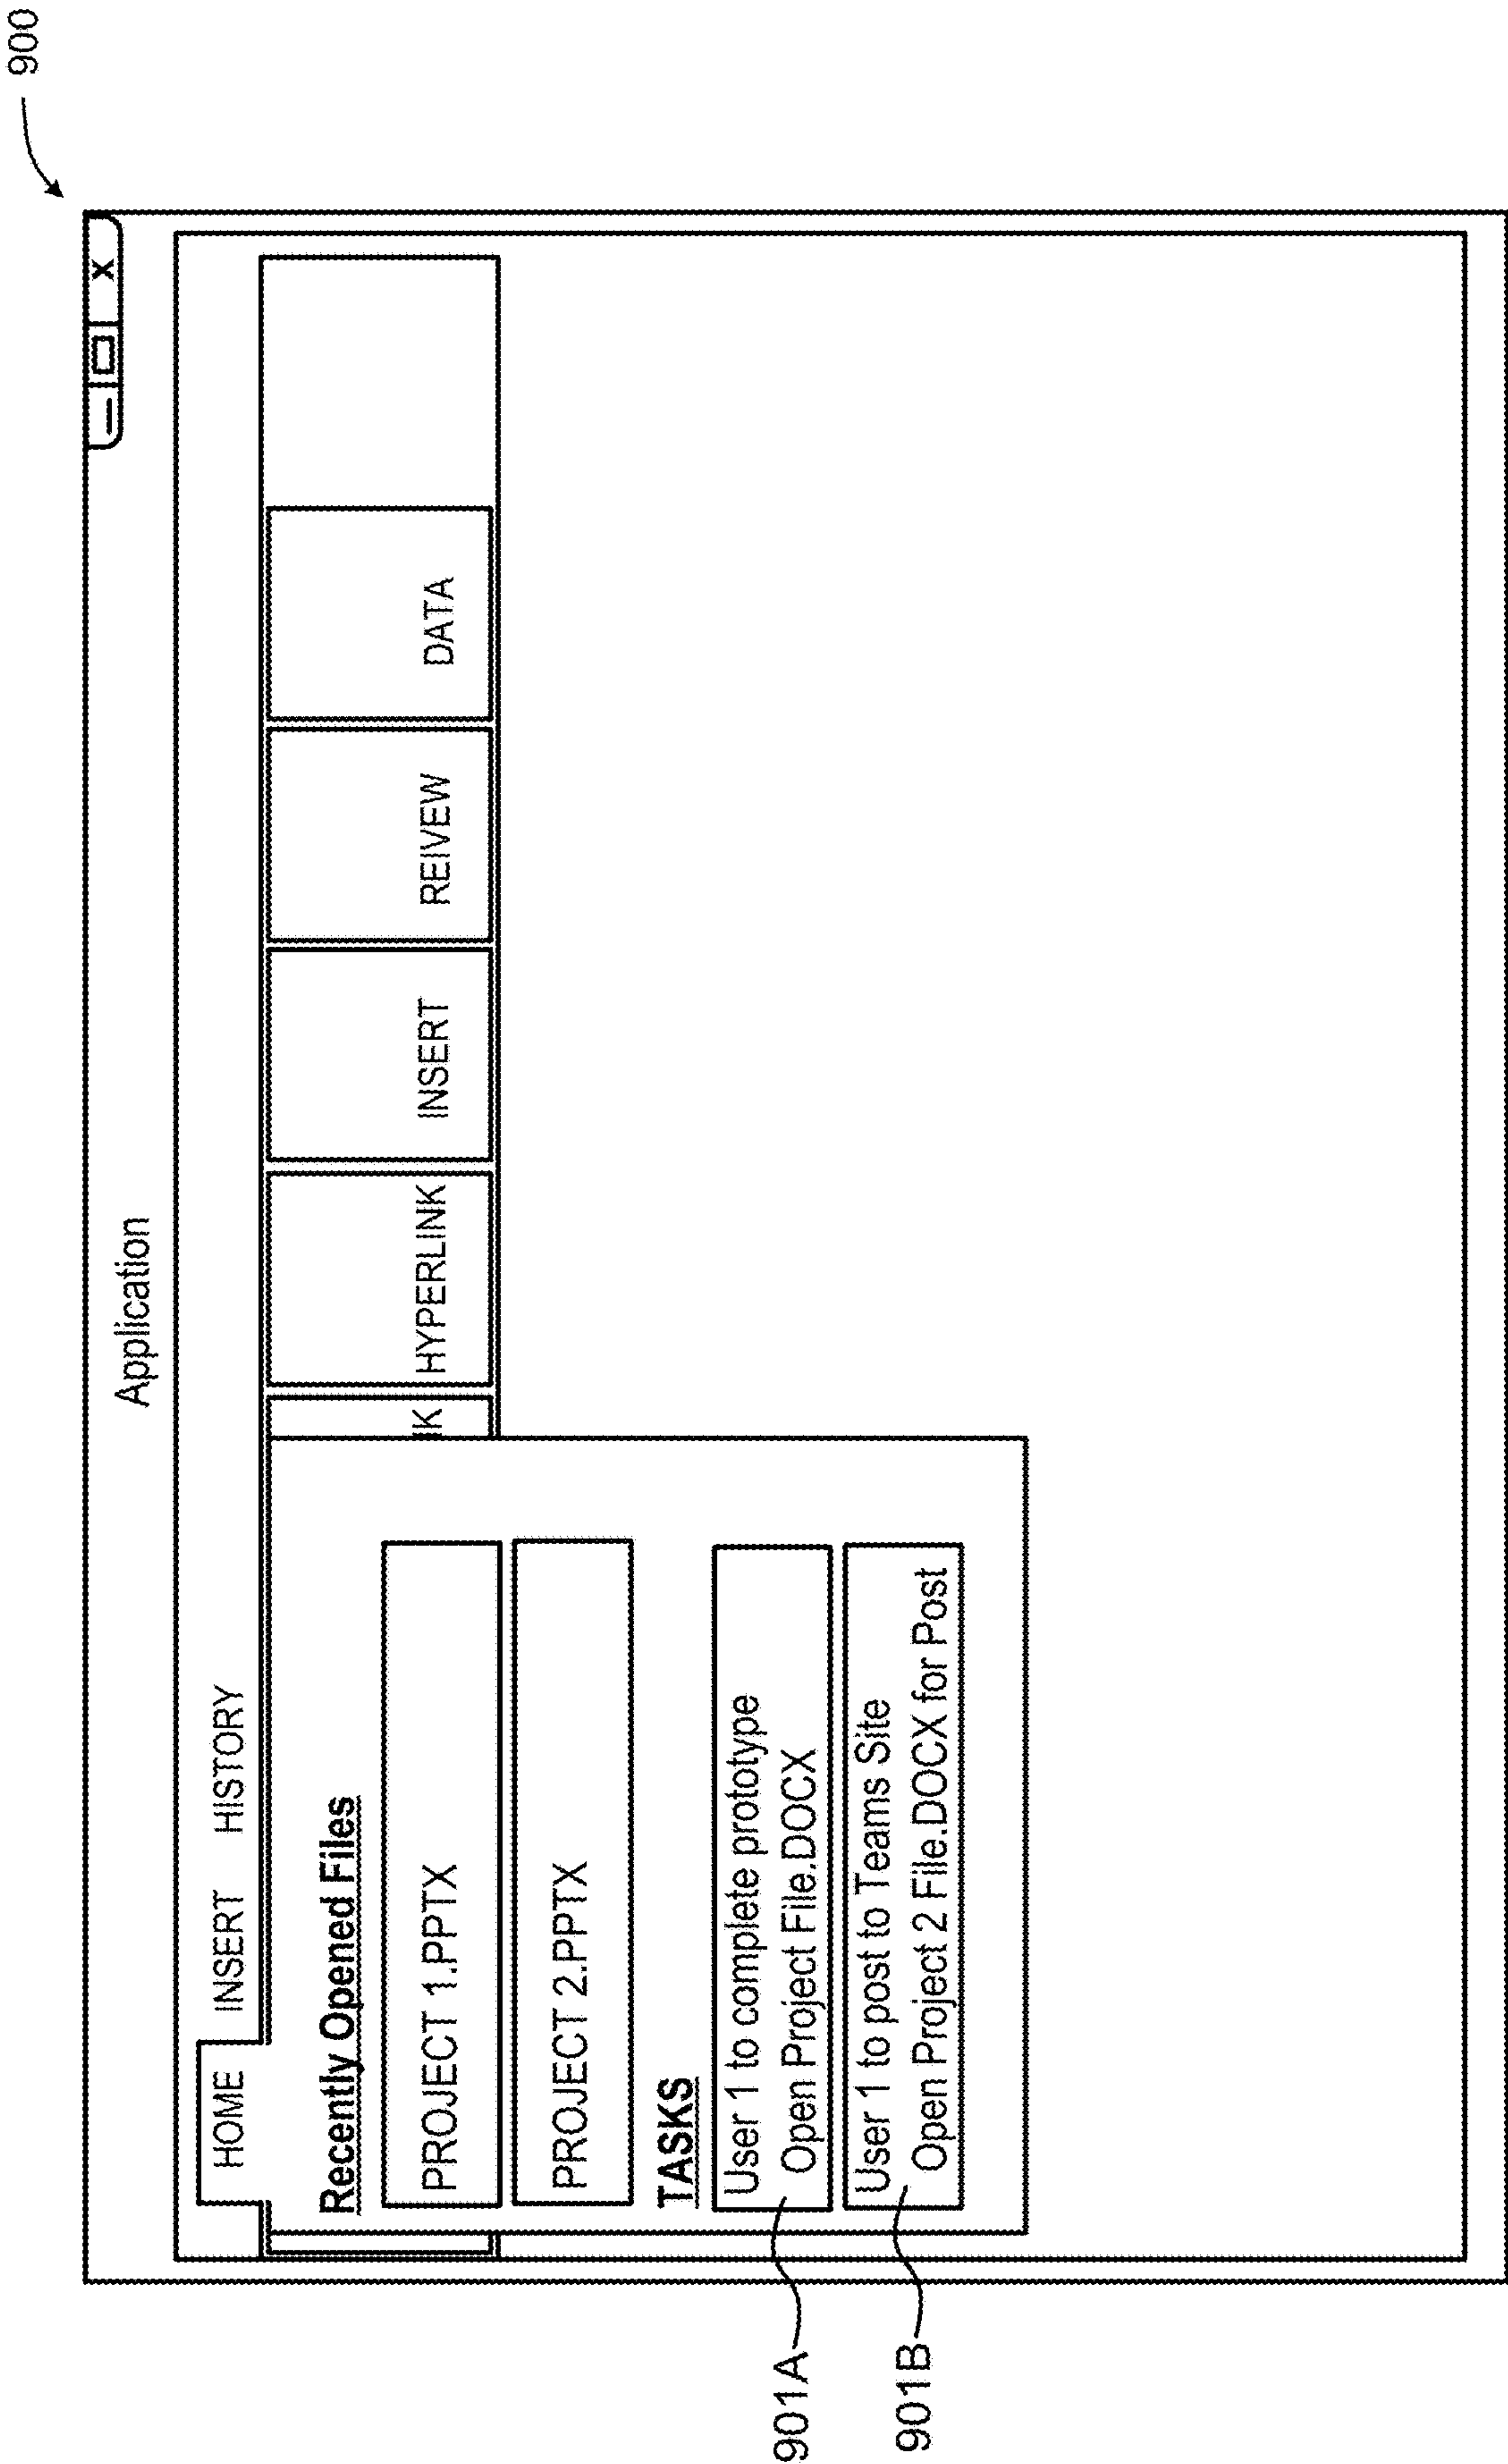 900
Application
X
HOME INSERT HISTORY
Recently Opened Files
PROJECT 1.PPTX
PROJECT 2.PPTX
TASKS
User 1 to complete prototype
Open Project File.DOCX
User 1 to post to Teams Site
Open Project 2 File.DOCX for Post
HYPERLINK
INSERT
REIVEW
DATA
901A
901B